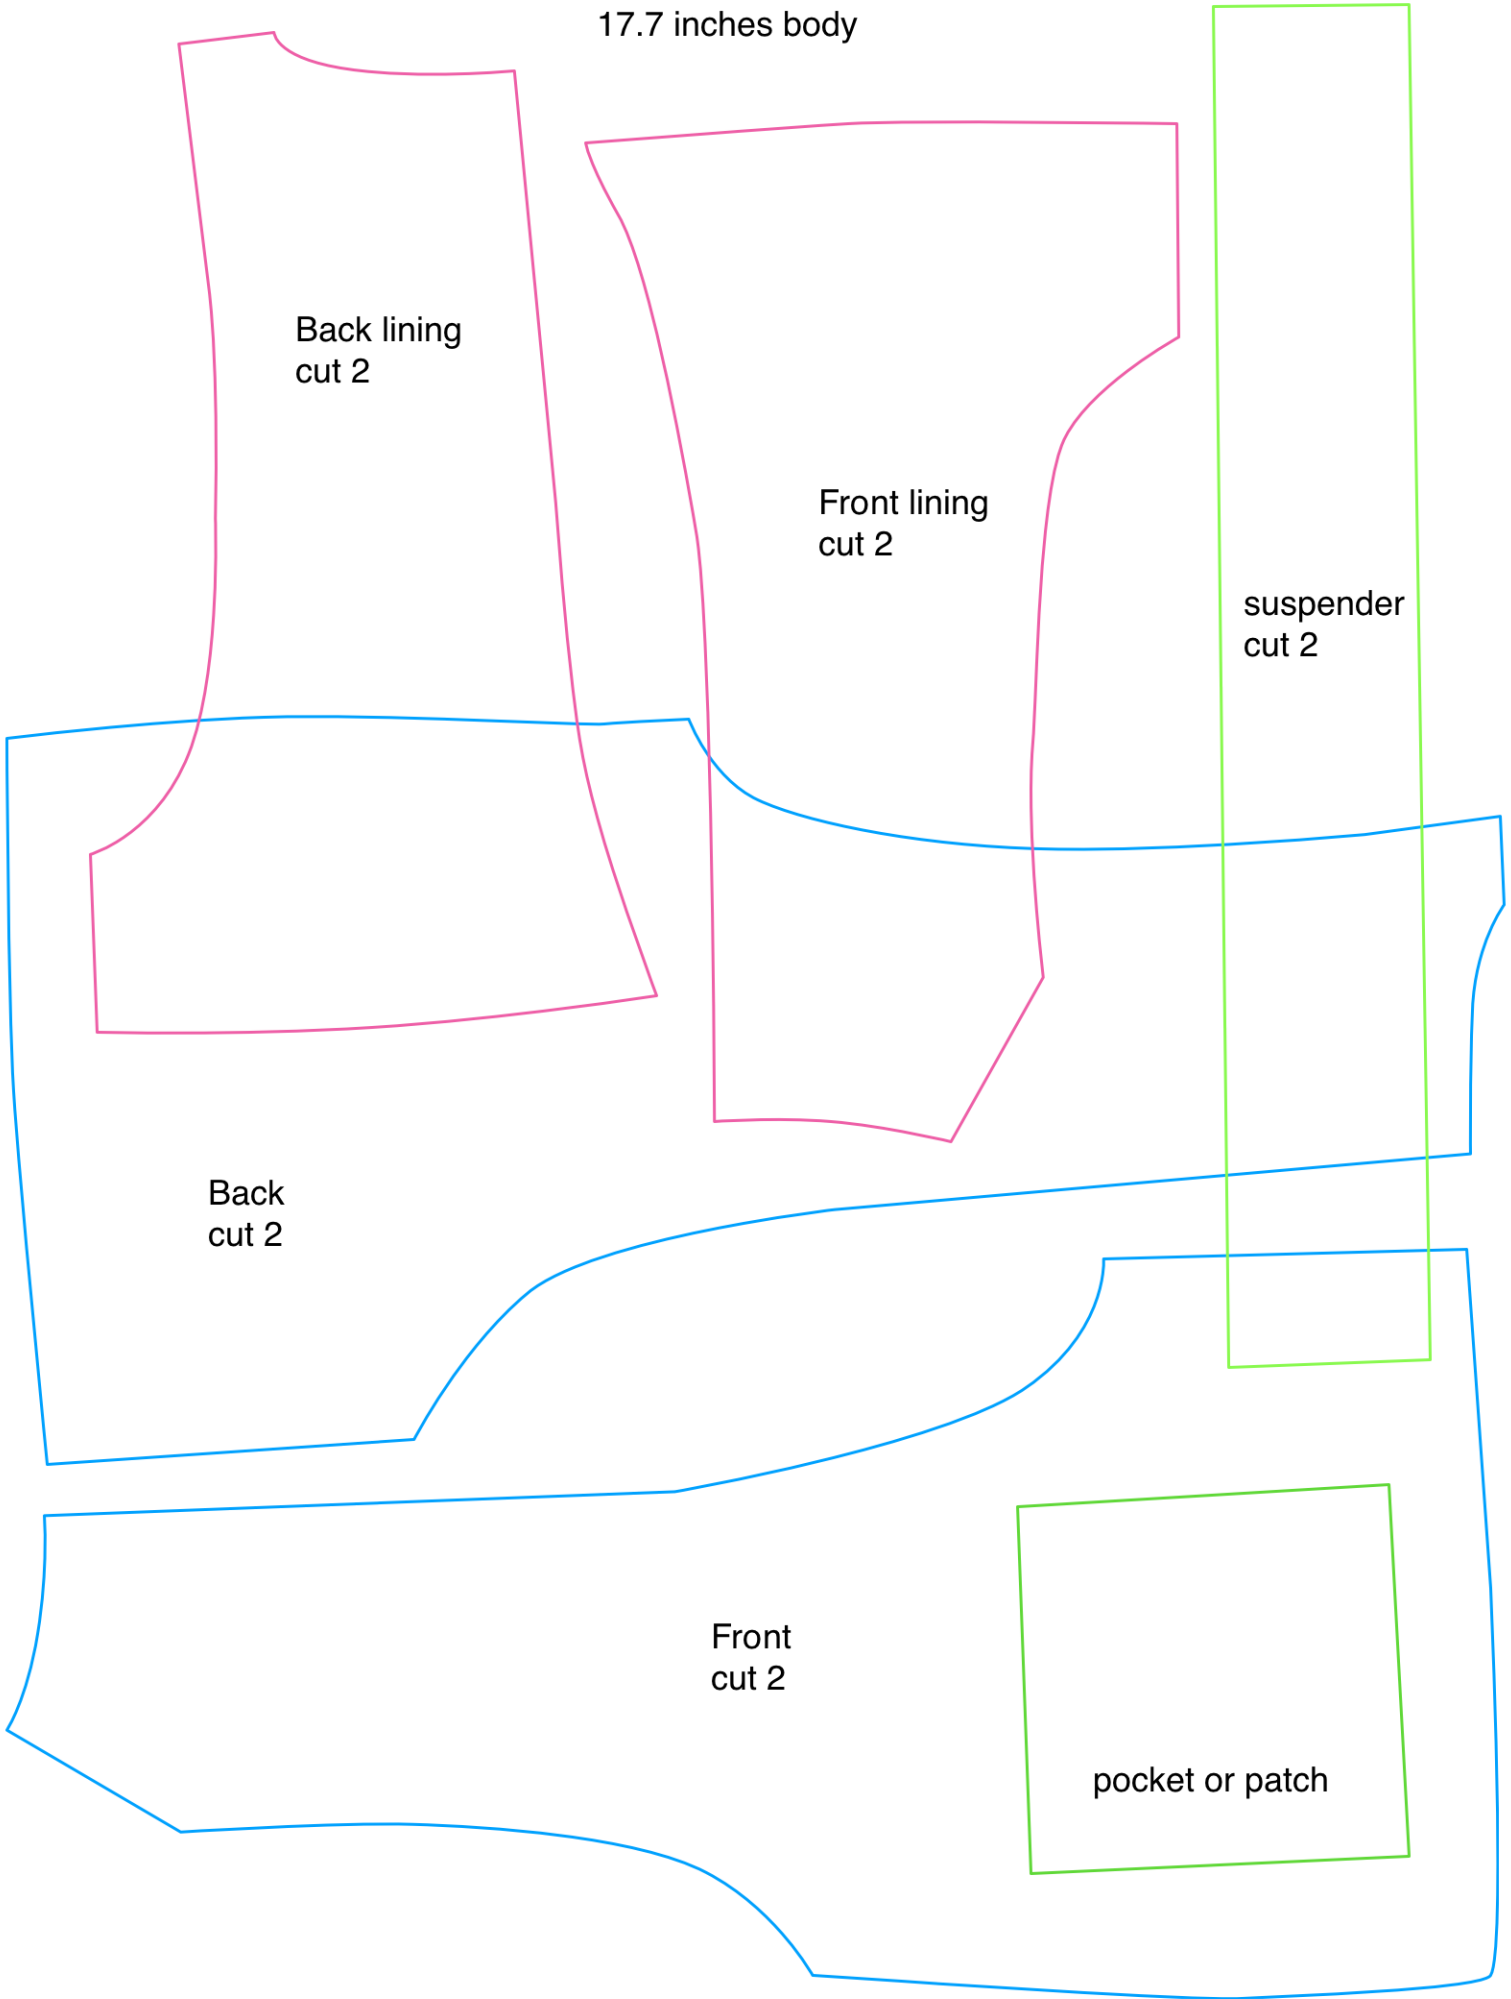 17.7 inches body
Back lining
cut 2
Front lining
cut 2
suspender
cut 2
Back
cut 2
Front
cut 2
pocket or patch